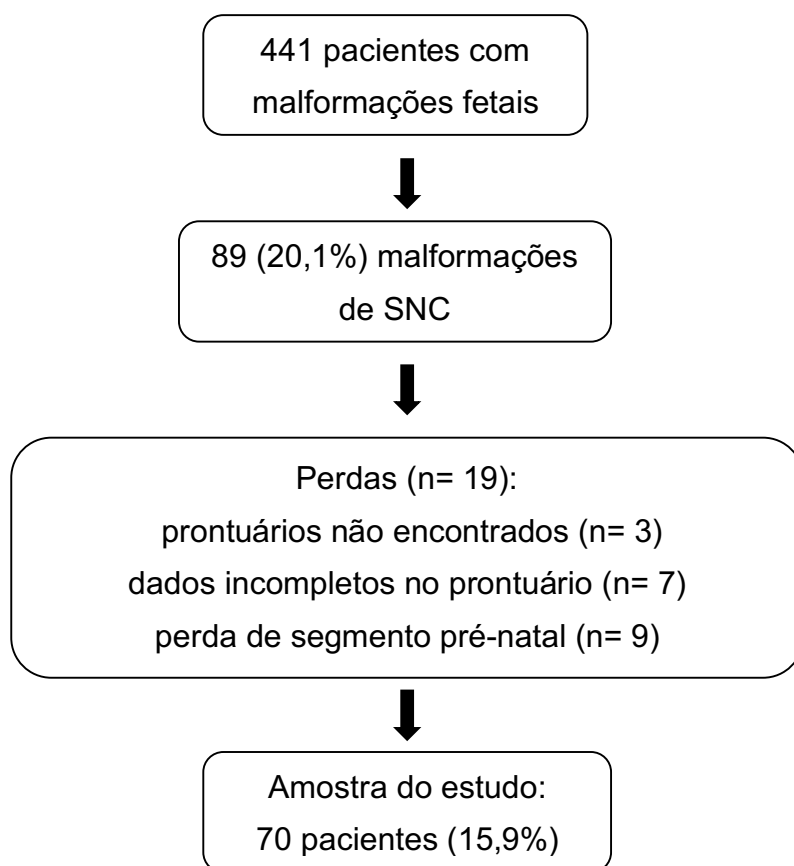 441 pacientes com
malformações fetais
89 (20,1%) malformações
de SNC
Perdas (n= 19):
prontuários não encontrados (n= 3)
dados incompletos no prontuário (n= 7)
perda de segmento pré-natal (n= 9)
Amostra do estudo:
70 pacientes (15,9%)